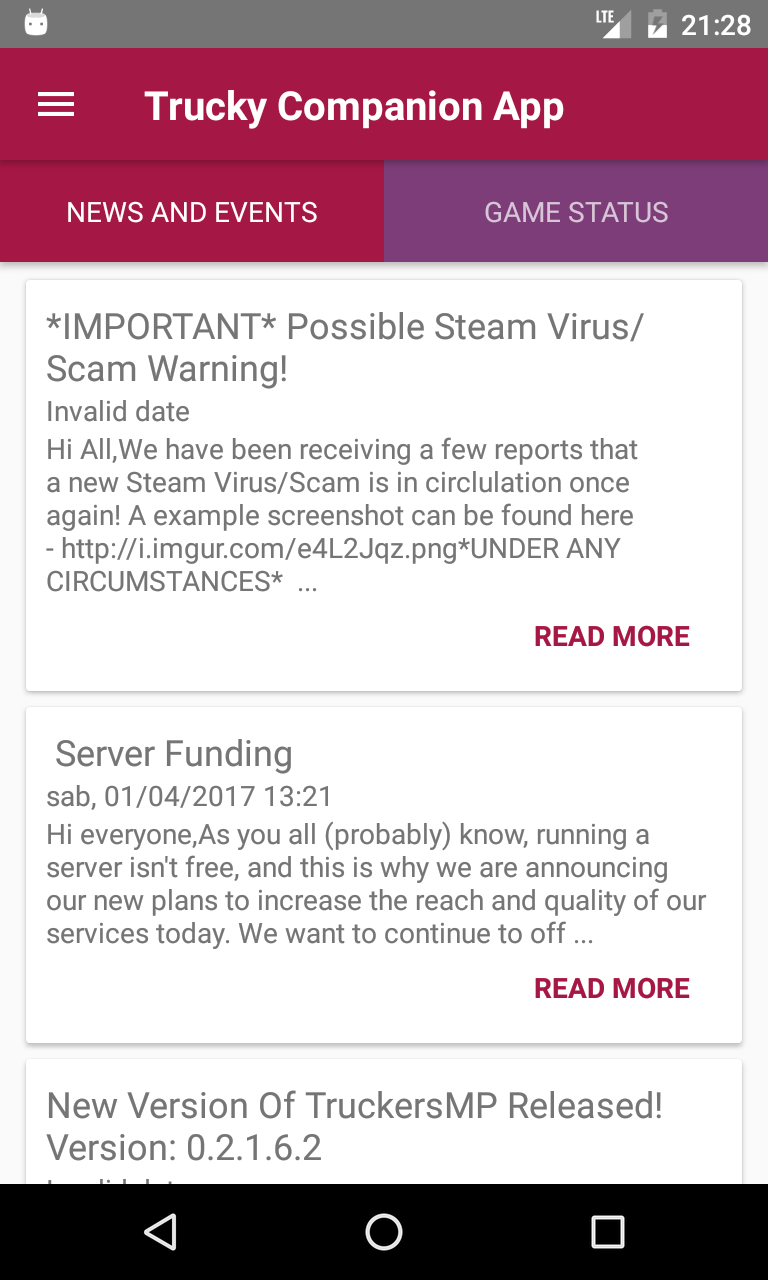 LTE 21:28
Trucky Companion App
NEWS AND EVENTS GAME STATUS
*IMPORTANT* Possible Steam Virus/
Scam Warning!
Invalid date
Hi All,We have been receiving a few reports that
a new Steam Virus/Scam is in circlulation once
again! A example screenshot can be found here
- http://i.imgur.com/e4L2Jqz.png*UNDER ANY
CIRCUMSTANCES*  ...
READ MORE
Server Funding
sab, 01/04/2017 13:21
Hi everyone,As you all (probably) know, running a
server isn't free, and this is why we are announcing
our new plans to increase the reach and quality of our
services today. We want to continue to off ...
READ MORE
New Version Of TruckersMP Released!
Version: 0.2.1.6.2